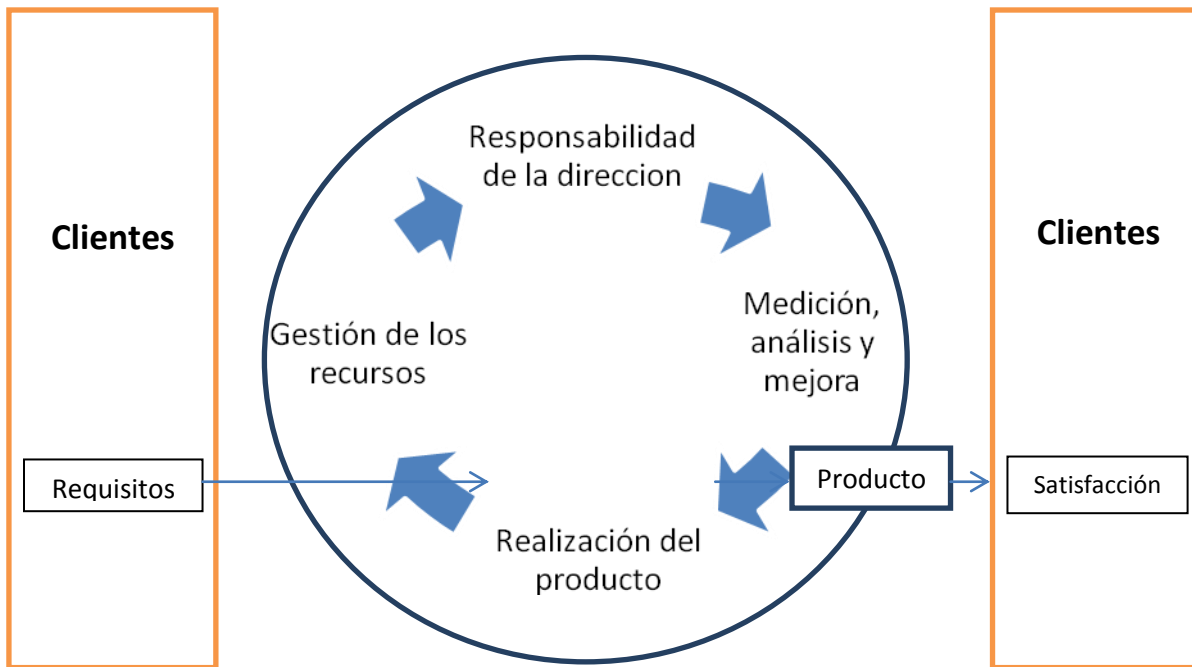 Clientes
Requisitos
Responsabilidad
de la direccion
Gestión de los
recursos
Medición,
análisis y
mejora
Realización del
producto
Producto
Clientes
Satisfacción